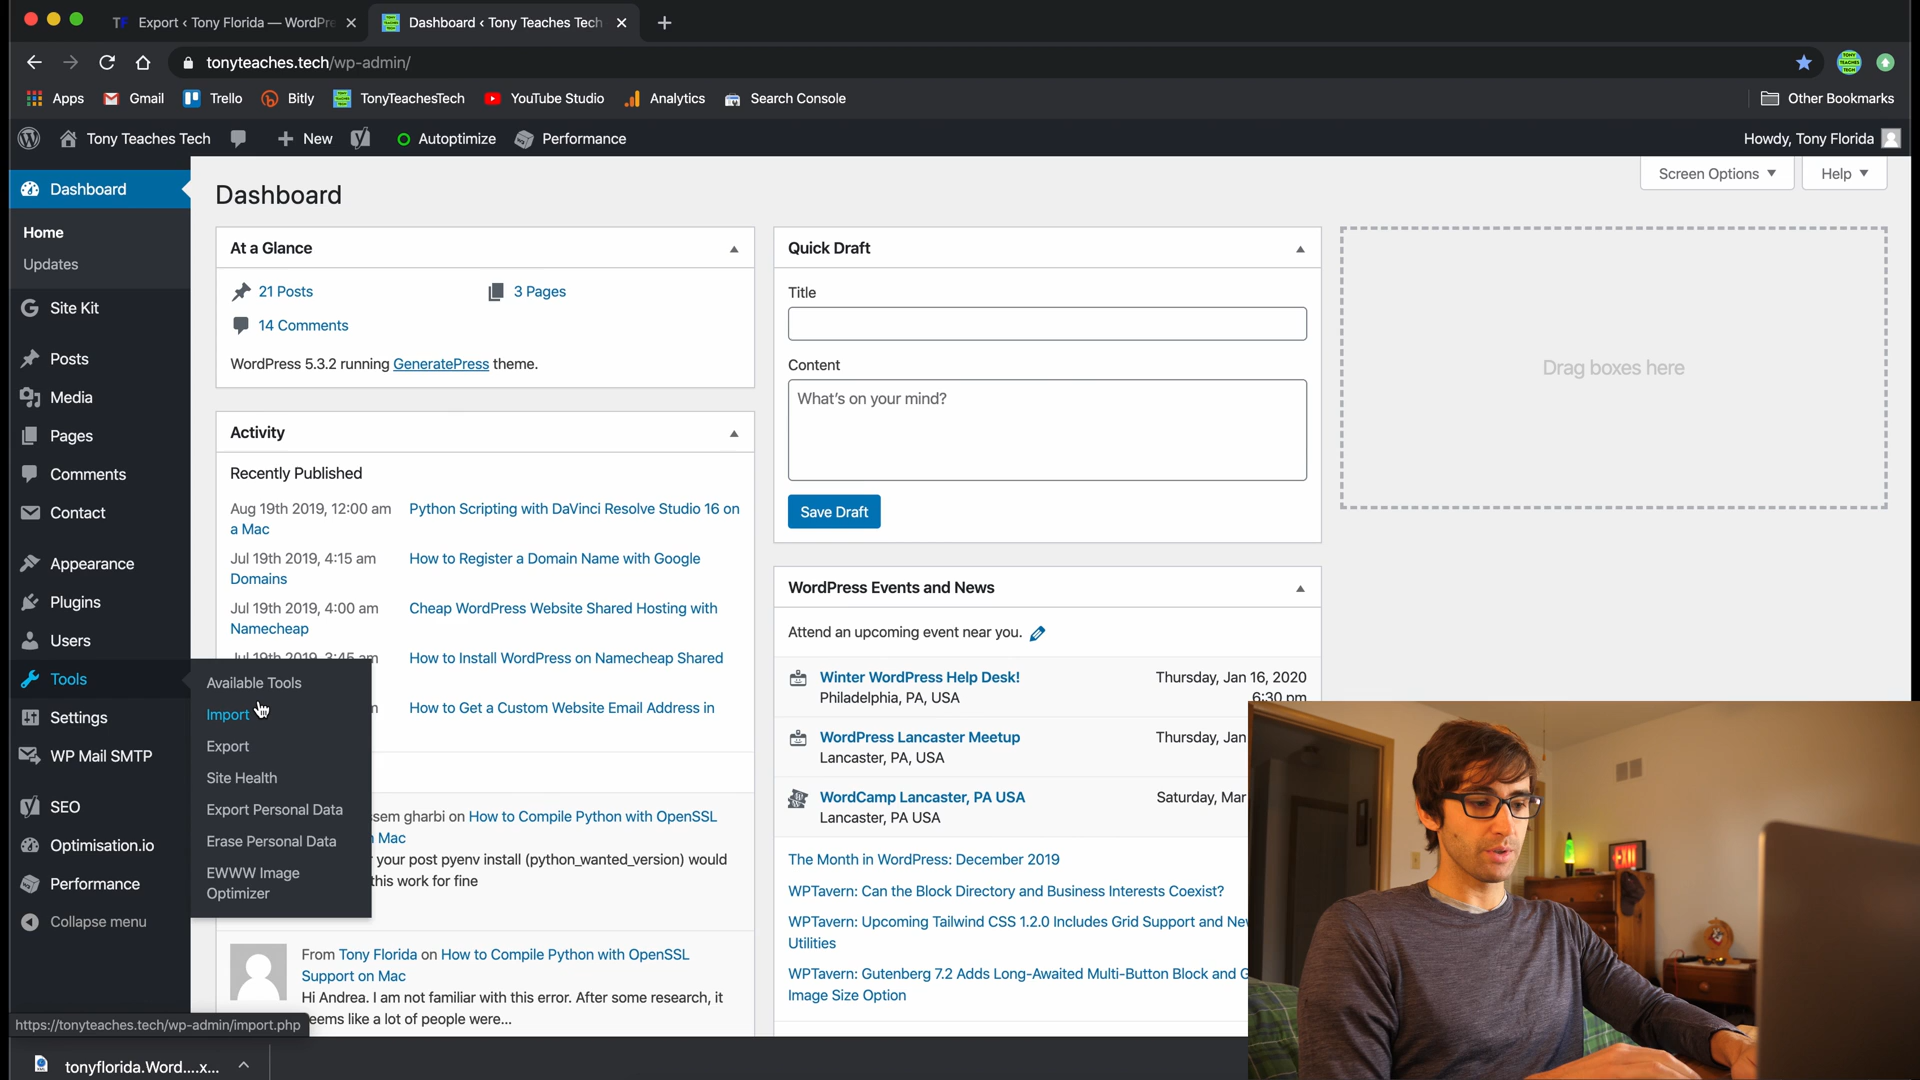 Export ‹ Tony Florida — WordPre
Dashboard ‹ Tony Teaches Tech
tonyteaches.tech/wp-admin/
Apps
Gmail
Trello
Bitly
TonyTeachesTech
YouTube Studio
Analytics
Search Console
Other Bookmarks
Tony Teaches Tech
New
Autoptimize
Performance
Howdy, Tony Florida
Dashboard
Home
Updates
Site Kit
Posts
Media
Pages
Comments
Contact
Appearance
Plugins
Users
Tools
Settings
WP Mail SMTP
SEO
Optimisation.io
Performance
Collapse menu
Available Tools
Import
Export
Site Health
Export Personal Data
Erase Personal Data
EWWW Image
Optimizer
Dashboard
Screen Options
Help
At a Glance
21 Posts
3 Pages
14 Comments
WordPress 5.3.2 running GeneratePress theme.
Activity
Recently Published
Aug 19th 2019, 12:00 am Python Scripting with DaVinci Resolve Studio 16 on
a Mac
Jul 19th 2019, 4:15 am How to Register a Domain Name with Google
Domains
Jul 19th 2019, 4:00 am Cheap WordPress Website Shared Hosting with
Namecheap
Jul 19th 2019, 3:45 am How to Install WordPress on Namecheap Shared
How to Get a Custom Website Email Address in
ssem gharbi on How to Compile Python with OpenSSL
Mac
your post pyenv install (python_wanted_version) would
this work for fine
From Tony Florida on How to Compile Python with OpenSSL
Support on Mac
Hi Andrea. I am not familiar with this error. After some research, it
eems like a lot of people were...
Quick Draft
Title
Content
What's on your mind?
Save Draft
WordPress Events and News
Attend an upcoming event near you.
Winter WordPress Help Desk!
Philadelphia, PA, USA
Thursday, Jan 16, 2020
6:30 pm
WordPress Lancaster Meetup
Lancaster, PA, USA
Thursday, Jan
WordCamp Lancaster, PA USA
Lancaster, PA USA
Saturday, Mar
The Month in WordPress: December 2019
WPTavern: Can the Block Directory and Business Interests Coexist?
WPTavern: Upcoming Tailwind CSS 1.2.0 Includes Grid Support and Ne
Utilities
WPTavern: Gutenberg 7.2 Adds Long-Awaited Multi-Button Block and G
Image Size Option
Drag boxes here
https://tonyteaches.tech/wp-admin/import.php
tonyflorida.Word....x...
EXIT